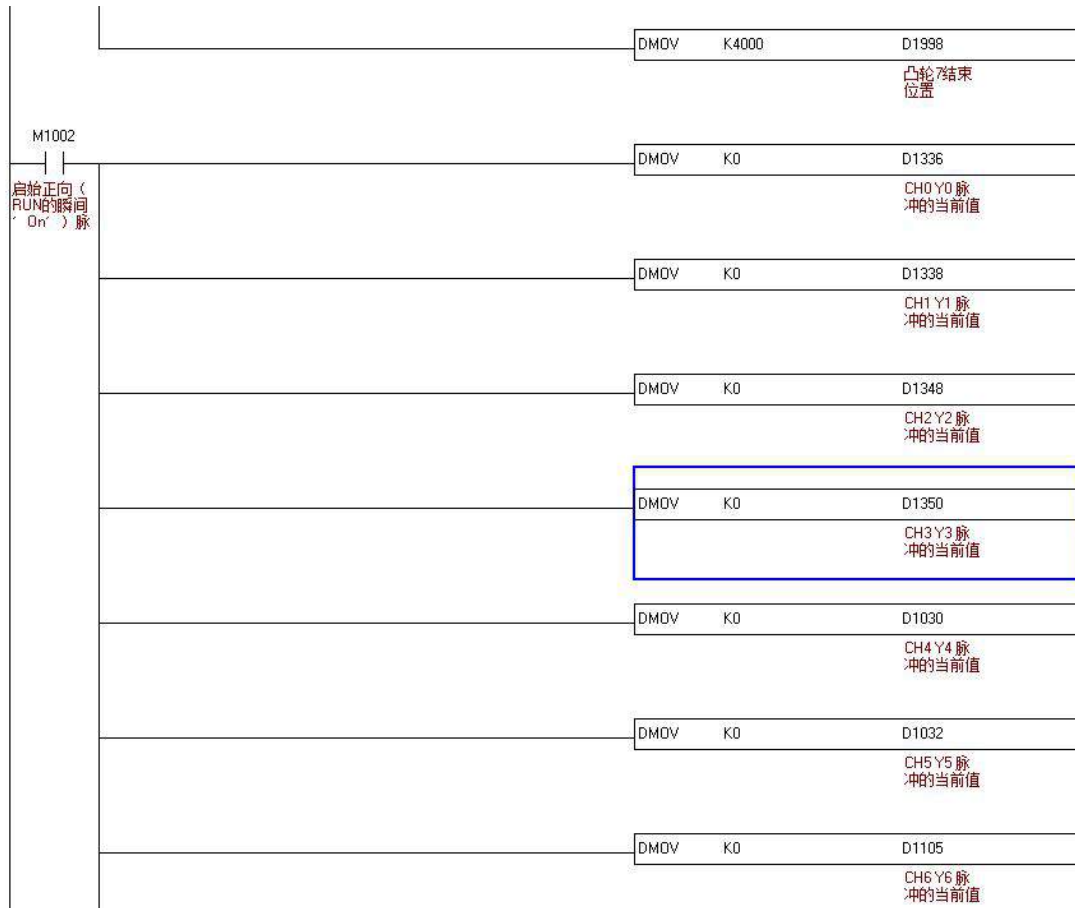 DMOV K4000 D1998
凸轮7结束
位置
M1002
启始正向（
RUN的瞬间
‘On’）脉
DMOV K0 D1336
CH0 Y0 脉
冲的当前值
DMOV K0 D1338
CH1 Y1 脉
冲的当前值
DMOV K0 D1348
CH2 Y2 脉
冲的当前值
DMOV K0 D1350
CH3 Y3 脉
冲的当前值
DMOV K0 D1030
CH4 Y4 脉
冲的当前值
DMOV K0 D1032
CH5 Y5 脉
冲的当前值
DMOV K0 D1105
CH6 Y6 脉
冲的当前值